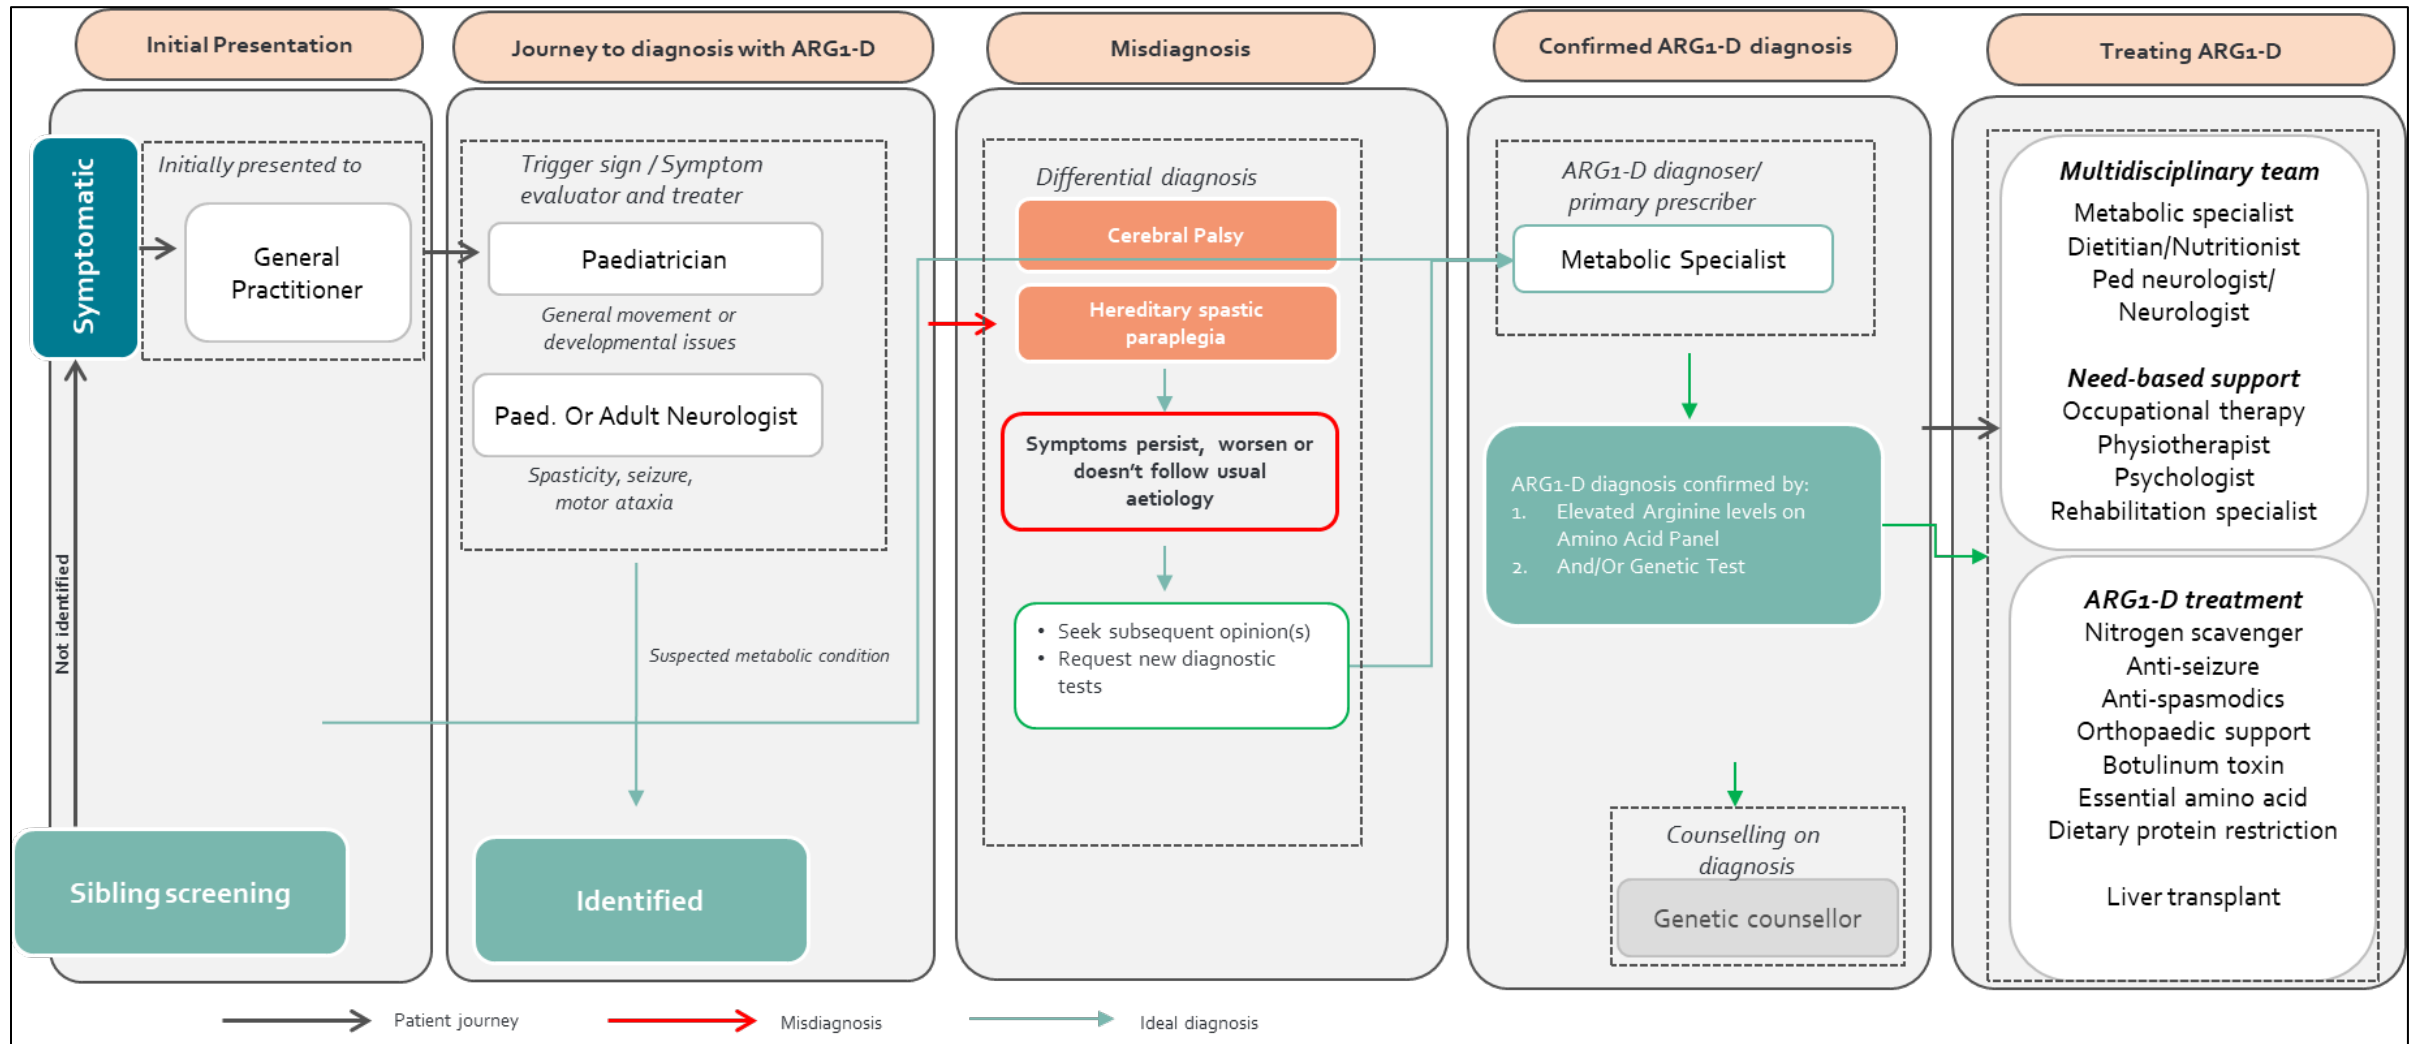 Initial Presentation
Journey to diagnosis with ARG1-D
Misdiagnosis
Confirmed ARG1-D diagnosis
Treating ARG1-D
Symptomatic
Initially presented to
General
Practitioner
Not identified
Sibling screening
Trigger sign / Symptom
evaluator and treater
Paediatrician
General movement or
developmental issues
Paed. Or Adult Neurologist
Spasticity, seizure,
motor ataxia
Suspected metabolic condition
Identified
Differential diagnosis
Cerebral Palsy
Hereditary spastic
paraplegia
Symptoms persist, worsen or
doesn't follow usual
aetiology
• Seek subsequent opinion(s)
• Request new diagnostic
tests
ARG1-D diagnoser/
primary prescriber
Metabolic Specialist
ARG1-D diagnosis confirmed by:
1. Elevated Arginine levels on
Amino Acid Panel
2. And/Or Genetic Test
Counselling on
diagnosis
Genetic counsellor
Multidisciplinary team
Metabolic specialist
Dietitian/Nutritionist
Ped neurologist/
Neurologist
Need-based support
Occupational therapy
Physiotherapist
Psychologist
Rehabilitation specialist
ARG1-D treatment
Nitrogen scavenger
Anti-seizure
Anti-spasmodics
Orthopaedic support
Botulinum toxin
Essential amino acid
Dietary protein restriction
Liver transplant
Patient journey
Misdiagnosis
Ideal diagnosis